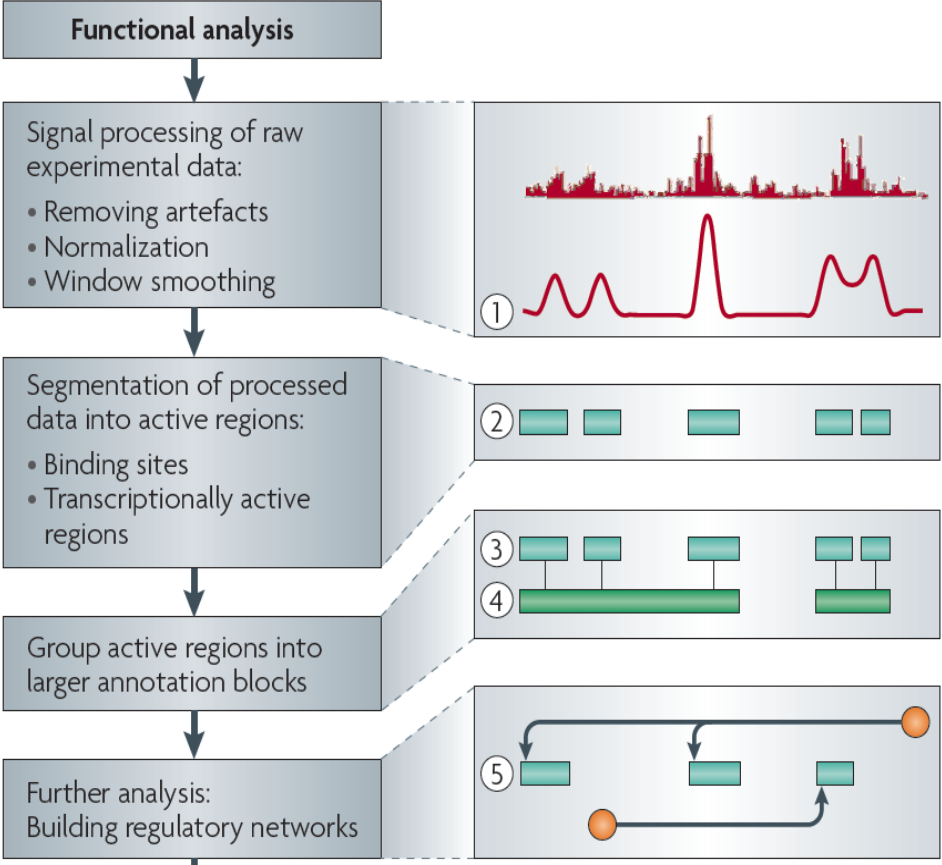 Functional analysis
Signal processing of raw
experimental data:
• Removing artefacts
• Normalization
• Window smoothing
1
Segmentation of processed
data into active regions:
• Binding sites
• Transcriptionally active
regions
2
3
4
Group active regions into
larger annotation blocks
5
Further analysis:
Building regulatory networks